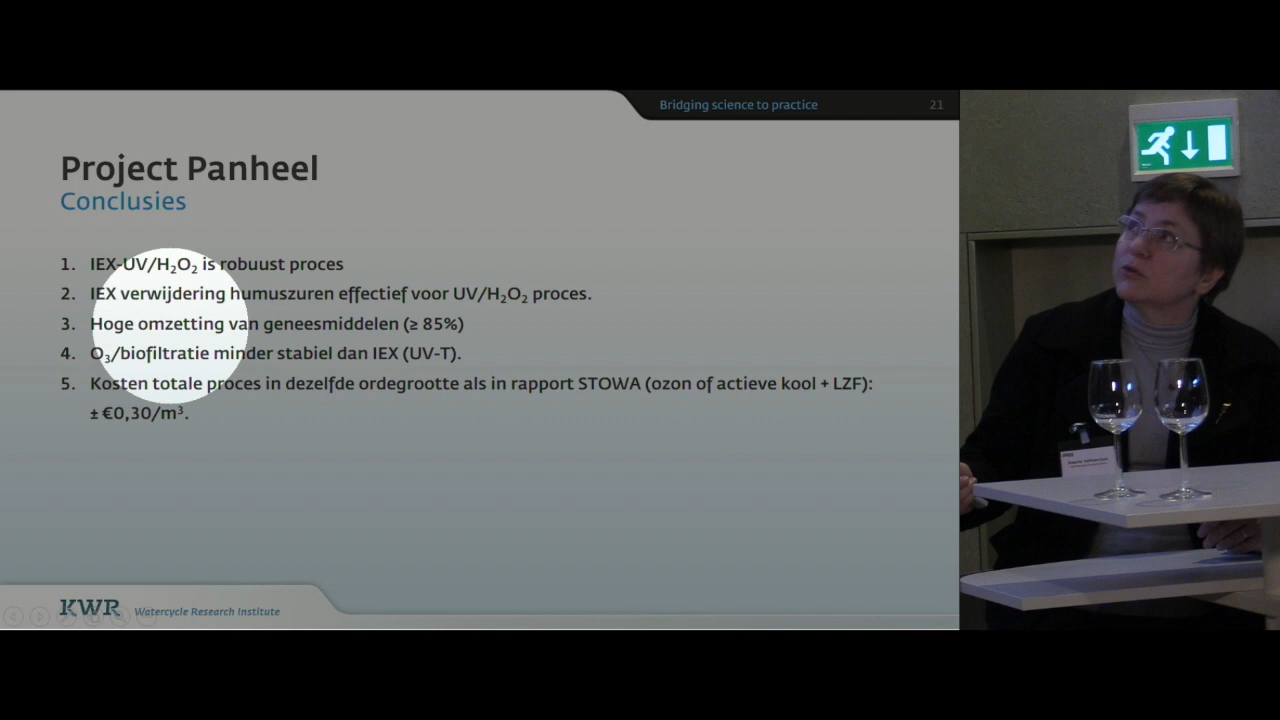 Bridging science to practice 21
Project Panheel
Conclusies
1. IEX-UV/H₂O₂ is robuust proces
2. IEX verwijdering humuszuren effectief voor UV/H₂O₂ proces.
3. Hoge omzetting van geneesmiddelen (≥ 85%)
4. O₃/biofiltratie minder stabiel dan IEX (UV-T).
5. Kosten totale proces in dezelfde ordegrootte als in rapport STOWA (ozon of actieve kool + LZF):
± €0,30/m³.
KWR Watercycle Research Institute